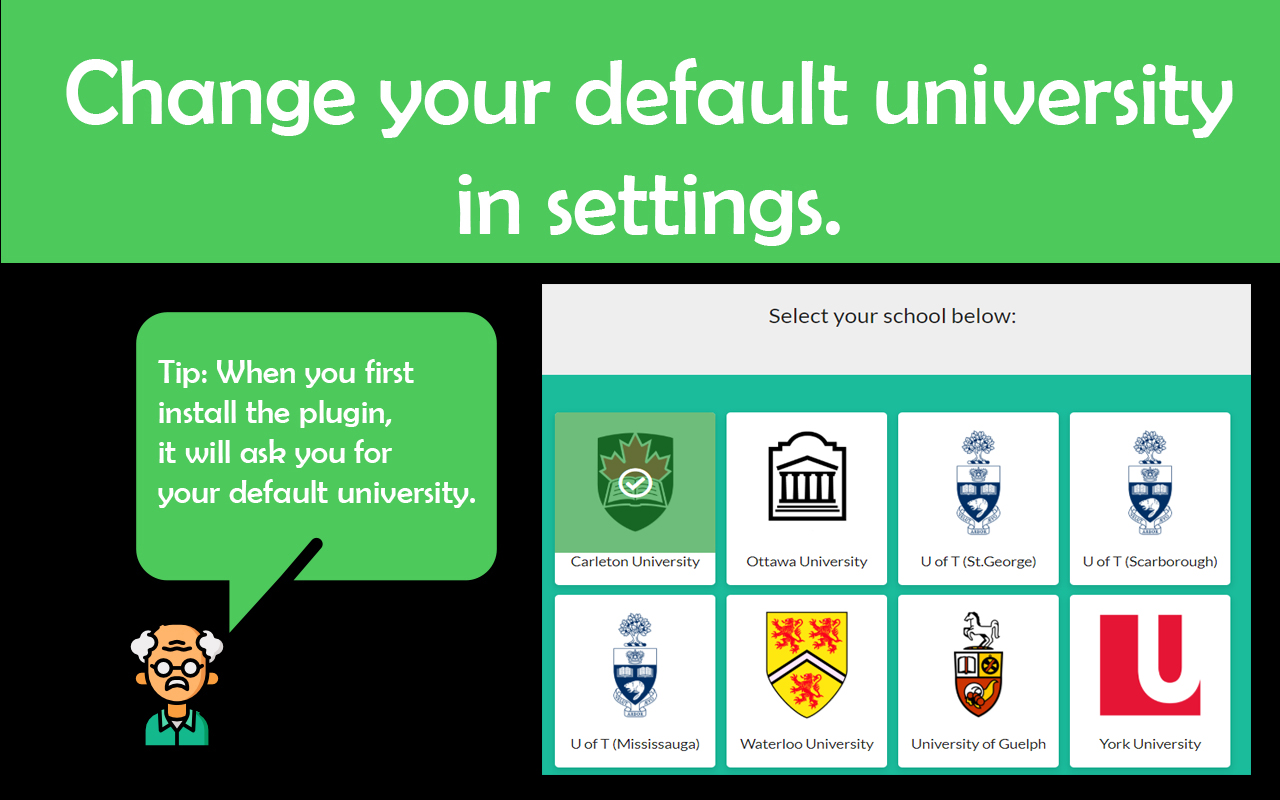 Change your default university
in settings.
Tip: When you first
install the plugin,
it will ask you for
your default university.
Select your school below:
Carleton University
Ottawa University
U of T (St.George)
U of T (Scarborough)
U of T (Mississauga)
Waterloo University
University of Guelph
York University